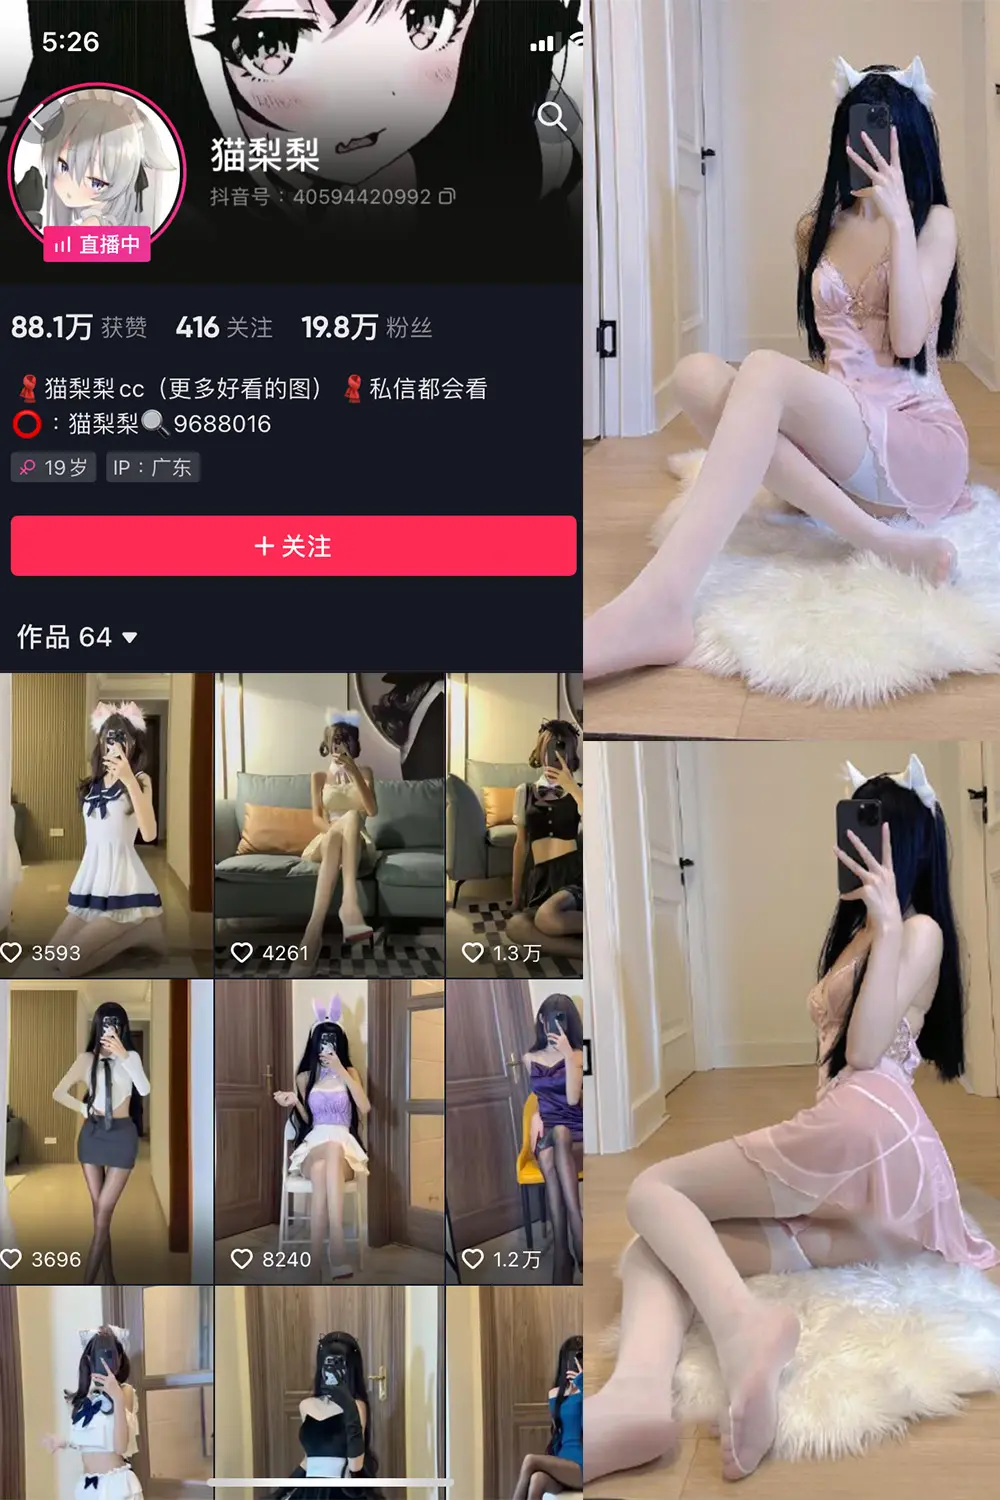 5:26
猫梨梨
抖音号：40594420992
直播中
88.1万 获赞 416 关注 19.8万 粉丝
猫梨梨cc（更多好看的图） 私信都会看
：猫梨梨 9688016
19岁 IP：广东
+ 关注
作品 64
3593 4261 1.3万
3696 8240 1.2万